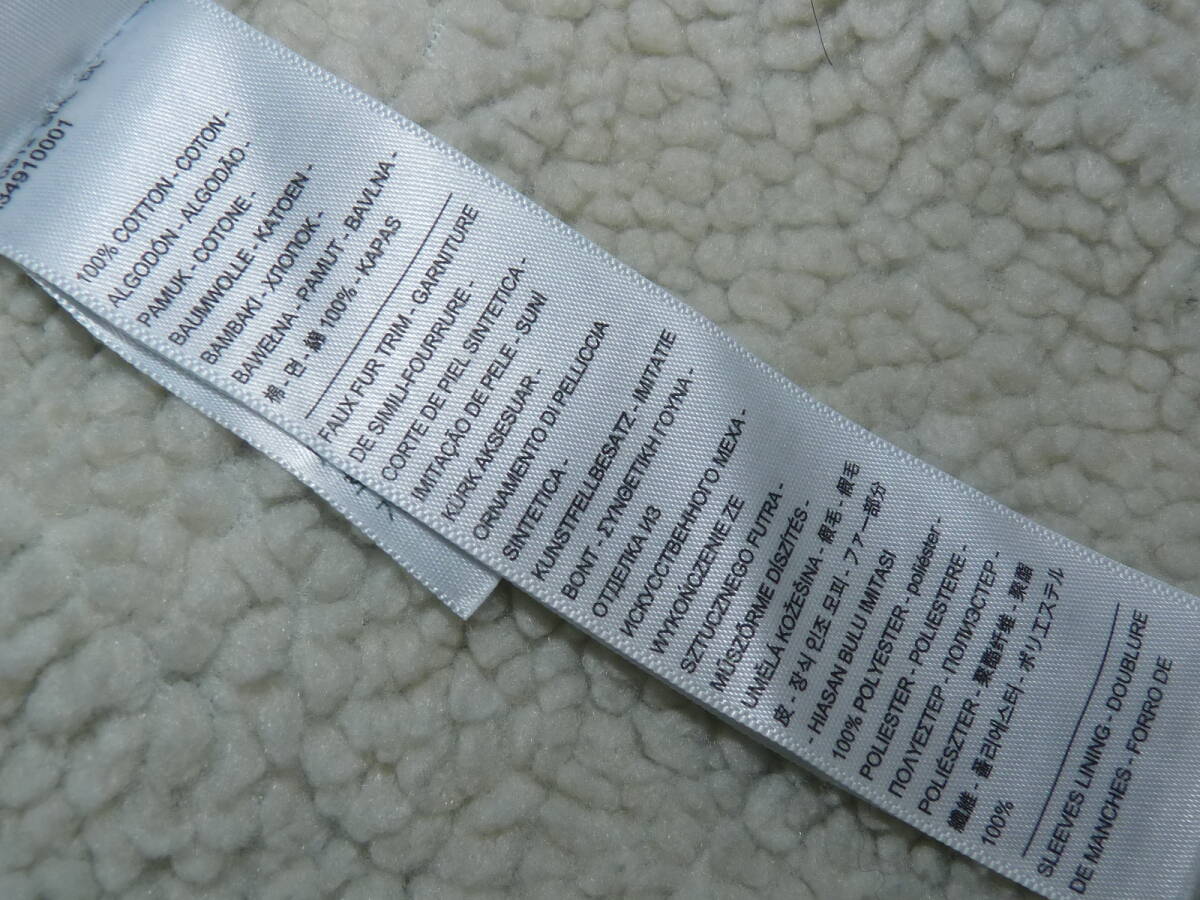 34910001
100% COTTON - COTON -
ALGODÓN - ALGODÃO -
PAMUK - COTONE -
BAUMWOLLE - KATOEN -
BAMBAKI - ХЛОПОК -
BAWEŁNA - PAMUT - BAVLNA -
棉 - 면 - 綿 100% - KAPAS
FAUX FUR TRIM - GARNITURE
DE SIMILI-FOURRURE -
CORTE DE PIEL SINTETICA -
IMITAÇAO DE PELE - SUNI
KÜRK AKSESUAR -
ORNAMENTO DI PELLICCIA
SINTETICA -
KUNSTFELLBESATZ - IMITATIE
BONT - ΣΥΝΘΕΤΙΚΗ ΓΟΥΝΑ -
ОТДЕЛКА ИЗ
ИСКУССТВЕННОГО МЕХА -
WYKONCZENIE ZE
SZTUCZNEGO FUTRA -
MŰSZŐRME DÍSZÍTÉS -
UMĚLÁ KOŽEŠINA - 假毛 - 假毛
皮 - 장식 인조 모피 - ファー部分
- HIASAN BULU IMITASI
100% POLYESTER - poliéster -
POLIESTER - POLIESTERE -
ΠΟΛΥΕΣΤΕΡ - ПОЛИЭСТЕР -
POLIÉSZTER - 聚酯纤维 - 聚酯
纖維 - 폴리에스터 - ポリエステル
100%
SLEEVES LINING - DOUBLURE
DE MANCHES - FORRO DE